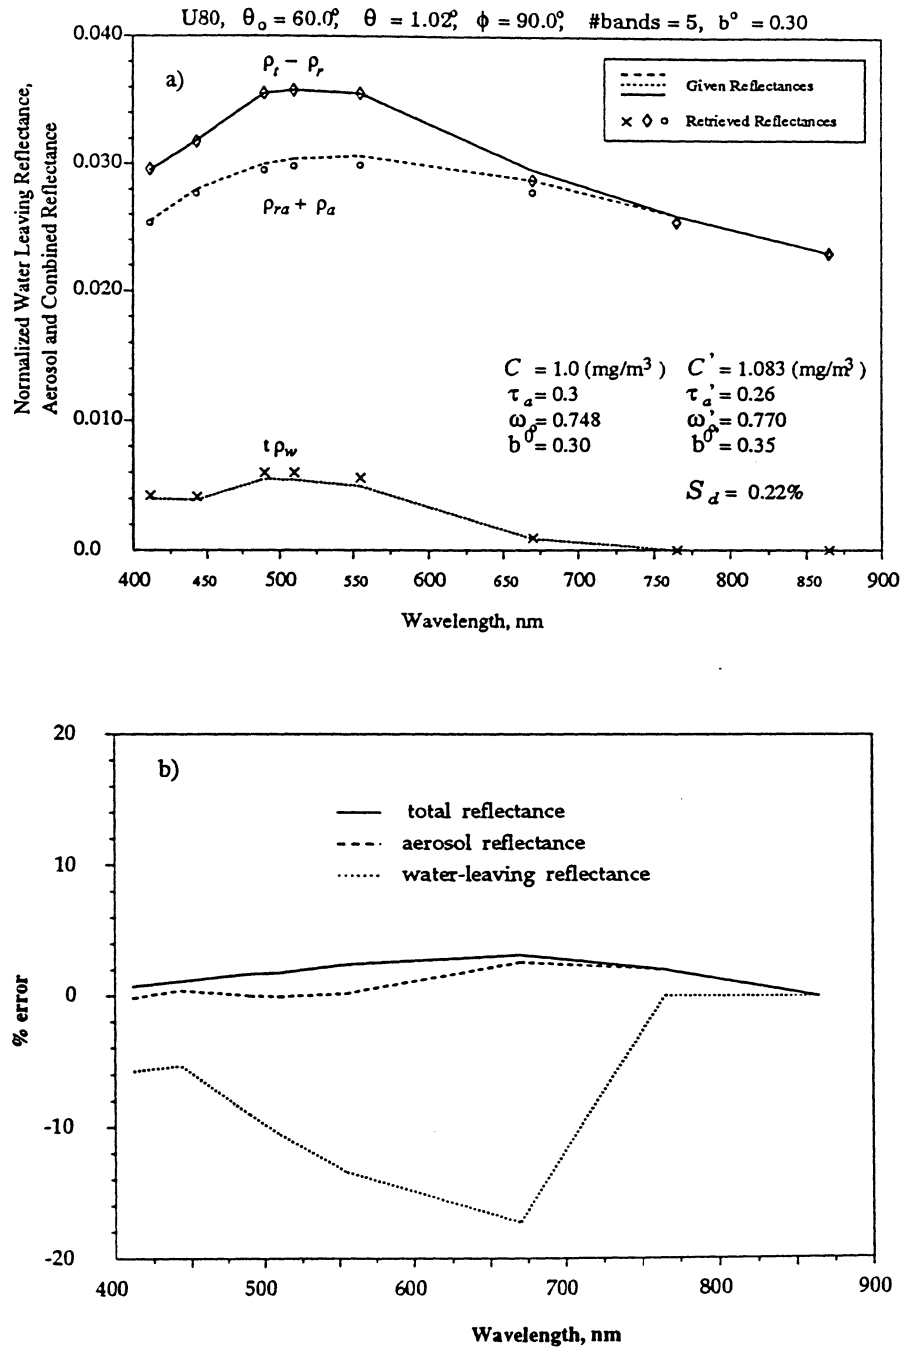 U80, θₒ = 60.0°, θ = 1.02°, ϕ = 90.0°, #bands = 5, b° = 0.30
Normalized Water Leaving Reflectance,
Aerosol and Combined Reflectance
0.040
0.030
0.020
0.010
0.0
a)
ρₜ − ρᵣ
Given Reflectances
× ◊ ∘ Retrieved Reflectances
ρᵣₐ + ρₐ
C = 1.0 (mg/m³) C' = 1.083 (mg/m³)
τₐ = 0.3 τₐ' = 0.26
ωₒ = 0.748 ωₒ' = 0.770
b⁰ = 0.30 b⁰' = 0.35
S_d = 0.22%
tρ_w
400 450 500 550 600 650 700 750 800 850 900
Wavelength, nm
20
10
0
-10
-20
% error
b)
total reflectance
aerosol reflectance
water-leaving reflectance
400 500 600 700 800 900
Wavelength, nm